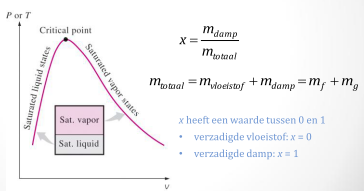 P or T
Critical point
Saturated liquid states
Saturated vapor states
Sat. vapor
Sat. liquid
v
x = m_damp / m_totaal
m_totaal = m_vloeistof + m_damp = m_f + m_g
x heeft een waarde tussen 0 en 1
• verzadigde vloeistof: x = 0
• verzadigde damp: x = 1